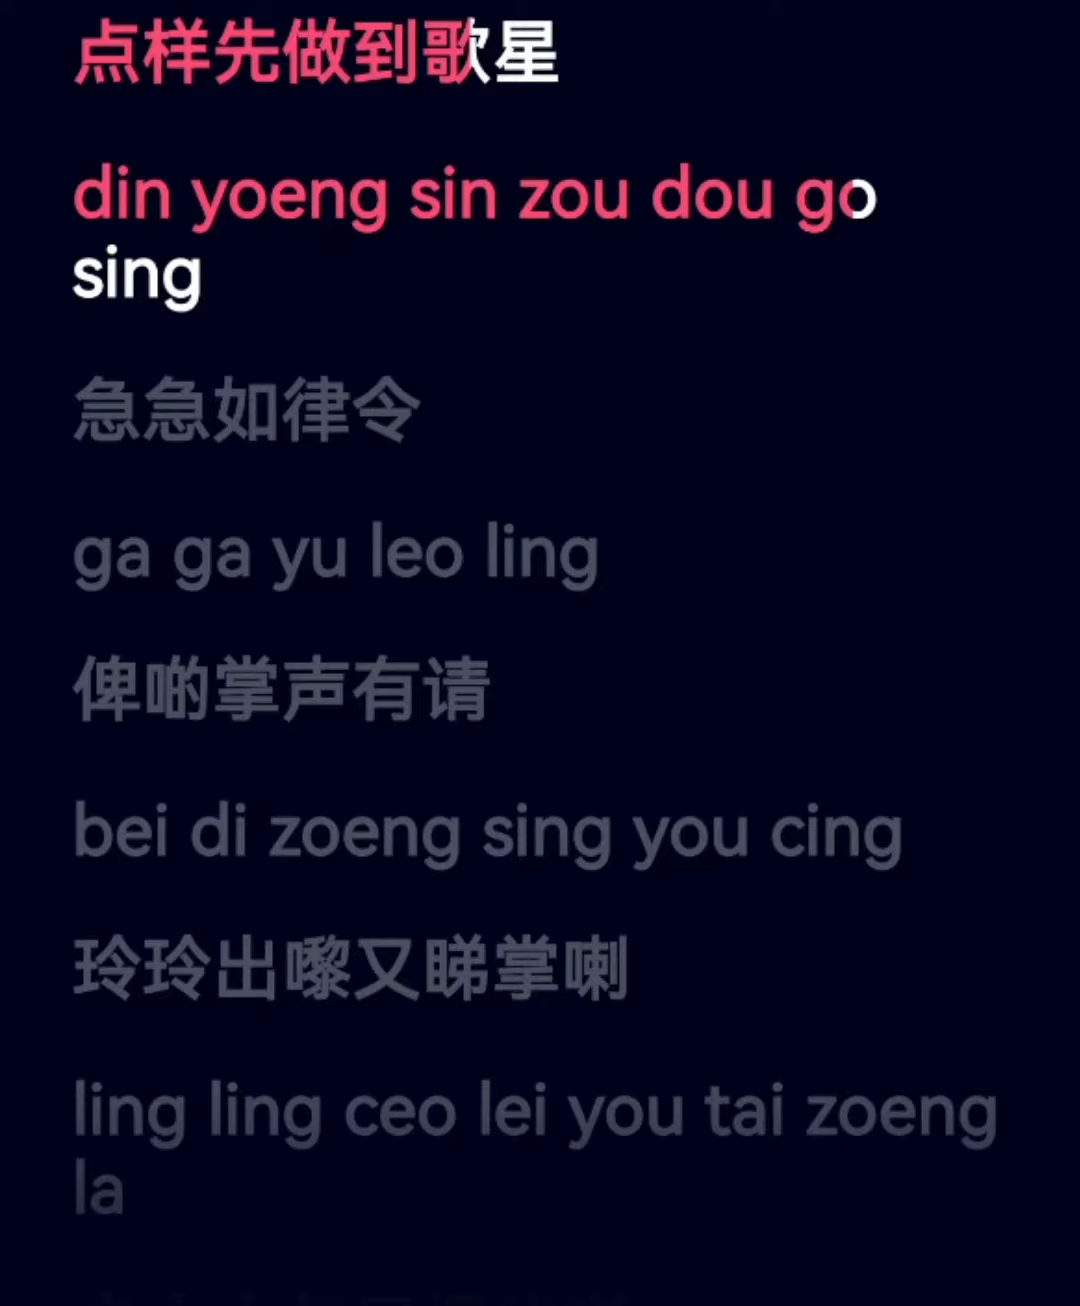 点样先做到歌星
din yoeng sin zou dou go
sing
急急如律令
ga ga yu leo ling
俾啲掌声有请
bei di zoeng sing you cing
玲玲出嚟又睇掌喇
ling ling ceo lei you tai zoeng
la